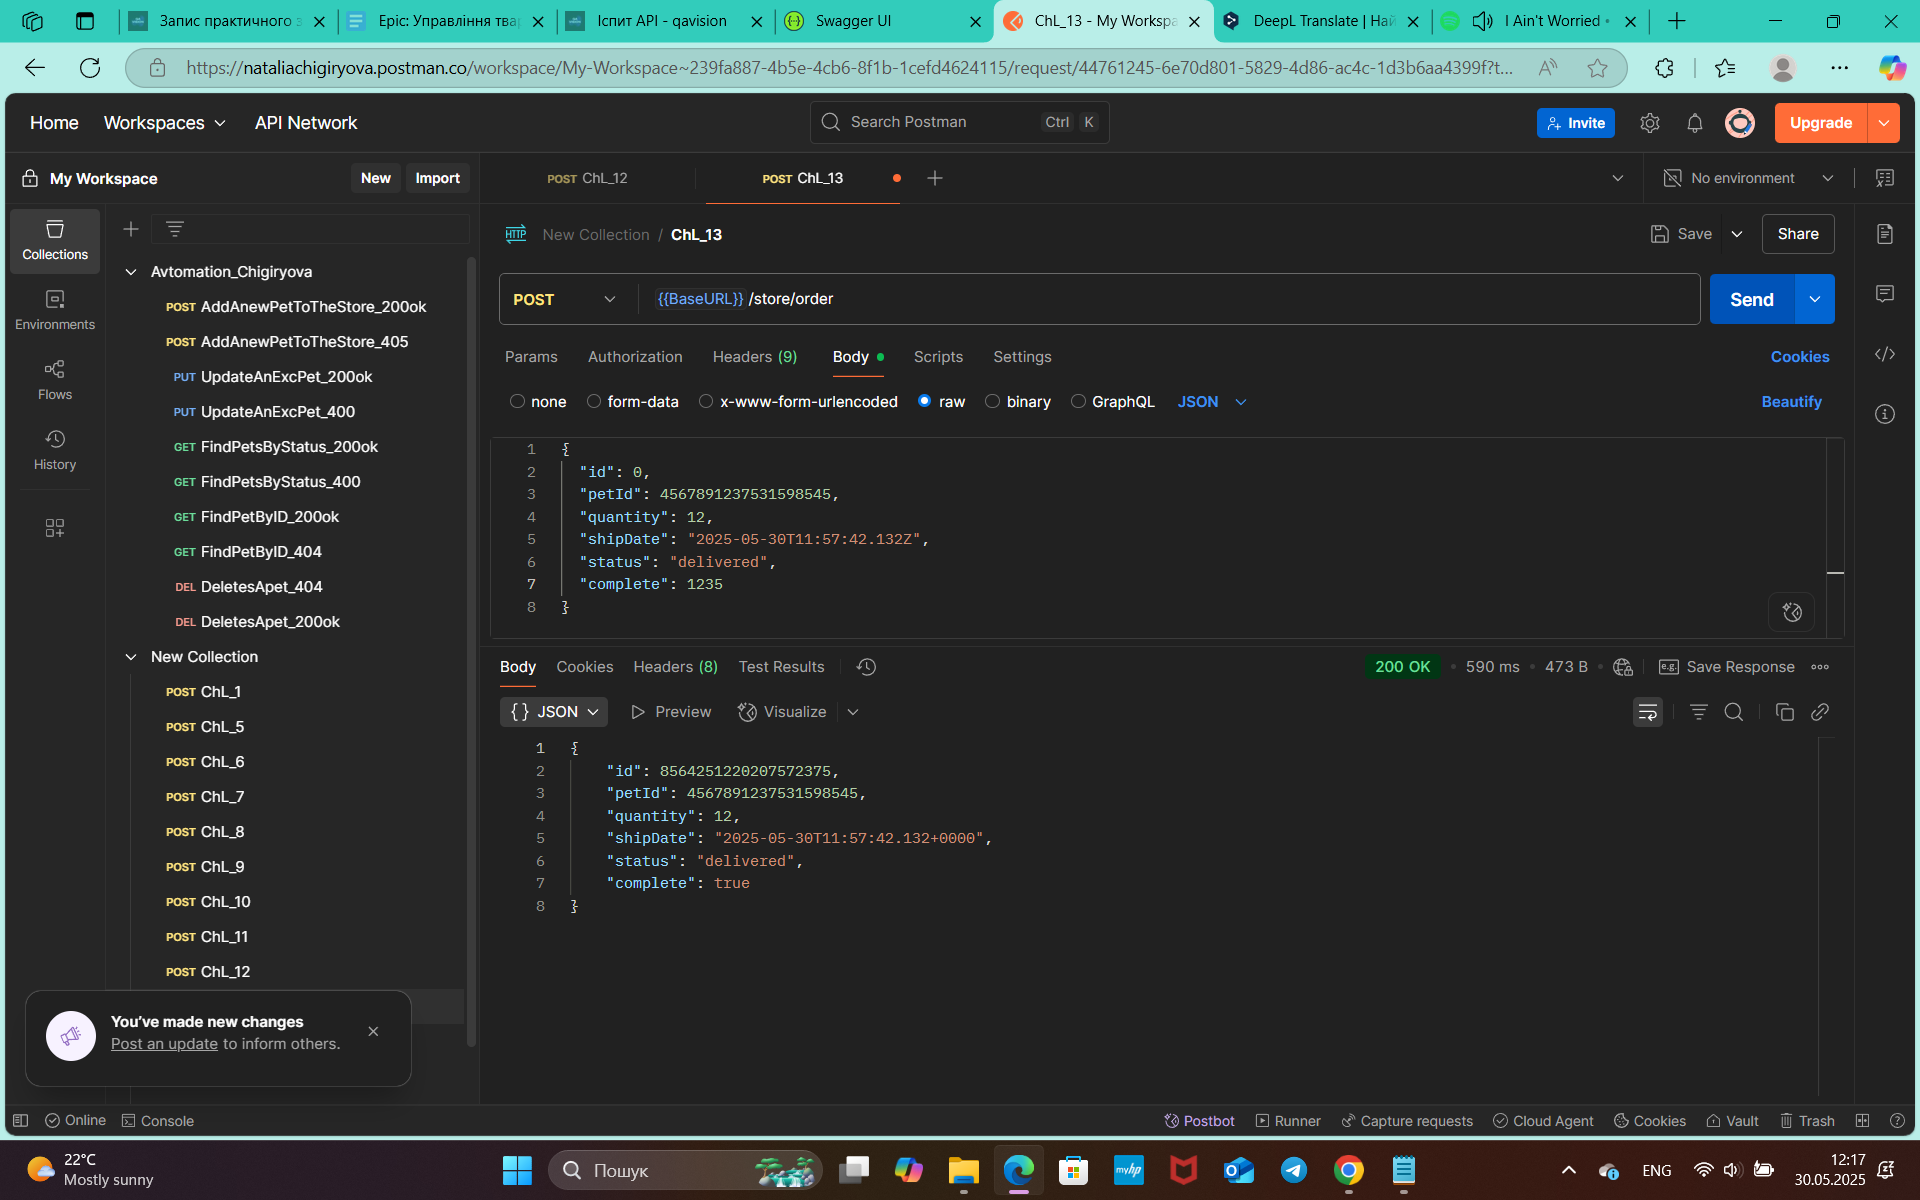 Запис практичного з
Epic: Управління твар
Іспит API - qavision
Swagger UI
ChL_13 - My Workspa
DeepL Translate | Най
I Ain't Worried
https://nataliachigiryova.postman.co/workspace/My-Workspace~239fa887-4b5e-4cb6-8f1b-1cefd4624115/request/44761245-6e70d801-5829-4d86-ac4c-1d3b6aa4399f?t...
Home
Workspaces
API Network
Search Postman
Ctrl K
Invite
Upgrade
My Workspace
New
Import
POST ChL_12
POST ChL_13
No environment
Collections
Environments
Flows
History
Avtomation_Chigiryova
POST AddAnewPetToTheStore_200ok
POST AddAnewPetToTheStore_405
PUT UpdateAnExcPet_200ok
PUT UpdateAnExcPet_400
GET FindPetsByStatus_200ok
GET FindPetsByStatus_400
GET FindPetByID_200ok
GET FindPetByID_404
DEL DeletesApet_404
DEL DeletesApet_200ok
New Collection
POST ChL_1
POST ChL_5
POST ChL_6
POST ChL_7
POST ChL_8
POST ChL_9
POST ChL_10
POST ChL_11
POST ChL_12
You've made new changes
Post an update to inform others.
HTTP New Collection / ChL_13
Save
Share
POST
{{BaseURL}} /store/order
Send
Params
Authorization
Headers (9)
Body
Scripts
Settings
Cookies
none
form-data
x-www-form-urlencoded
raw
binary
GraphQL
JSON
Beautify
1 {
2 "id": 0,
3 "petId": 4567891237531598545,
4 "quantity": 12,
5 "shipDate": "2025-05-30T11:57:42.132Z",
6 "status": "delivered",
7 "complete": 1235
8 }
Body
Cookies
Headers (8)
Test Results
200 OK
590 ms
473 B
e.g. Save Response
{} JSON
Preview
Visualize
1 {
2 "id": 8564251220207572375,
3 "petId": 4567891237531598545,
4 "quantity": 12,
5 "shipDate": "2025-05-30T11:57:42.132+0000",
6 "status": "delivered",
7 "complete": true
8 }
Online
Console
Postbot
Runner
Capture requests
Cloud Agent
Cookies
Vault
Trash
22°C
Mostly sunny
Пошук
myhp
ENG
12:17
30.05.2025